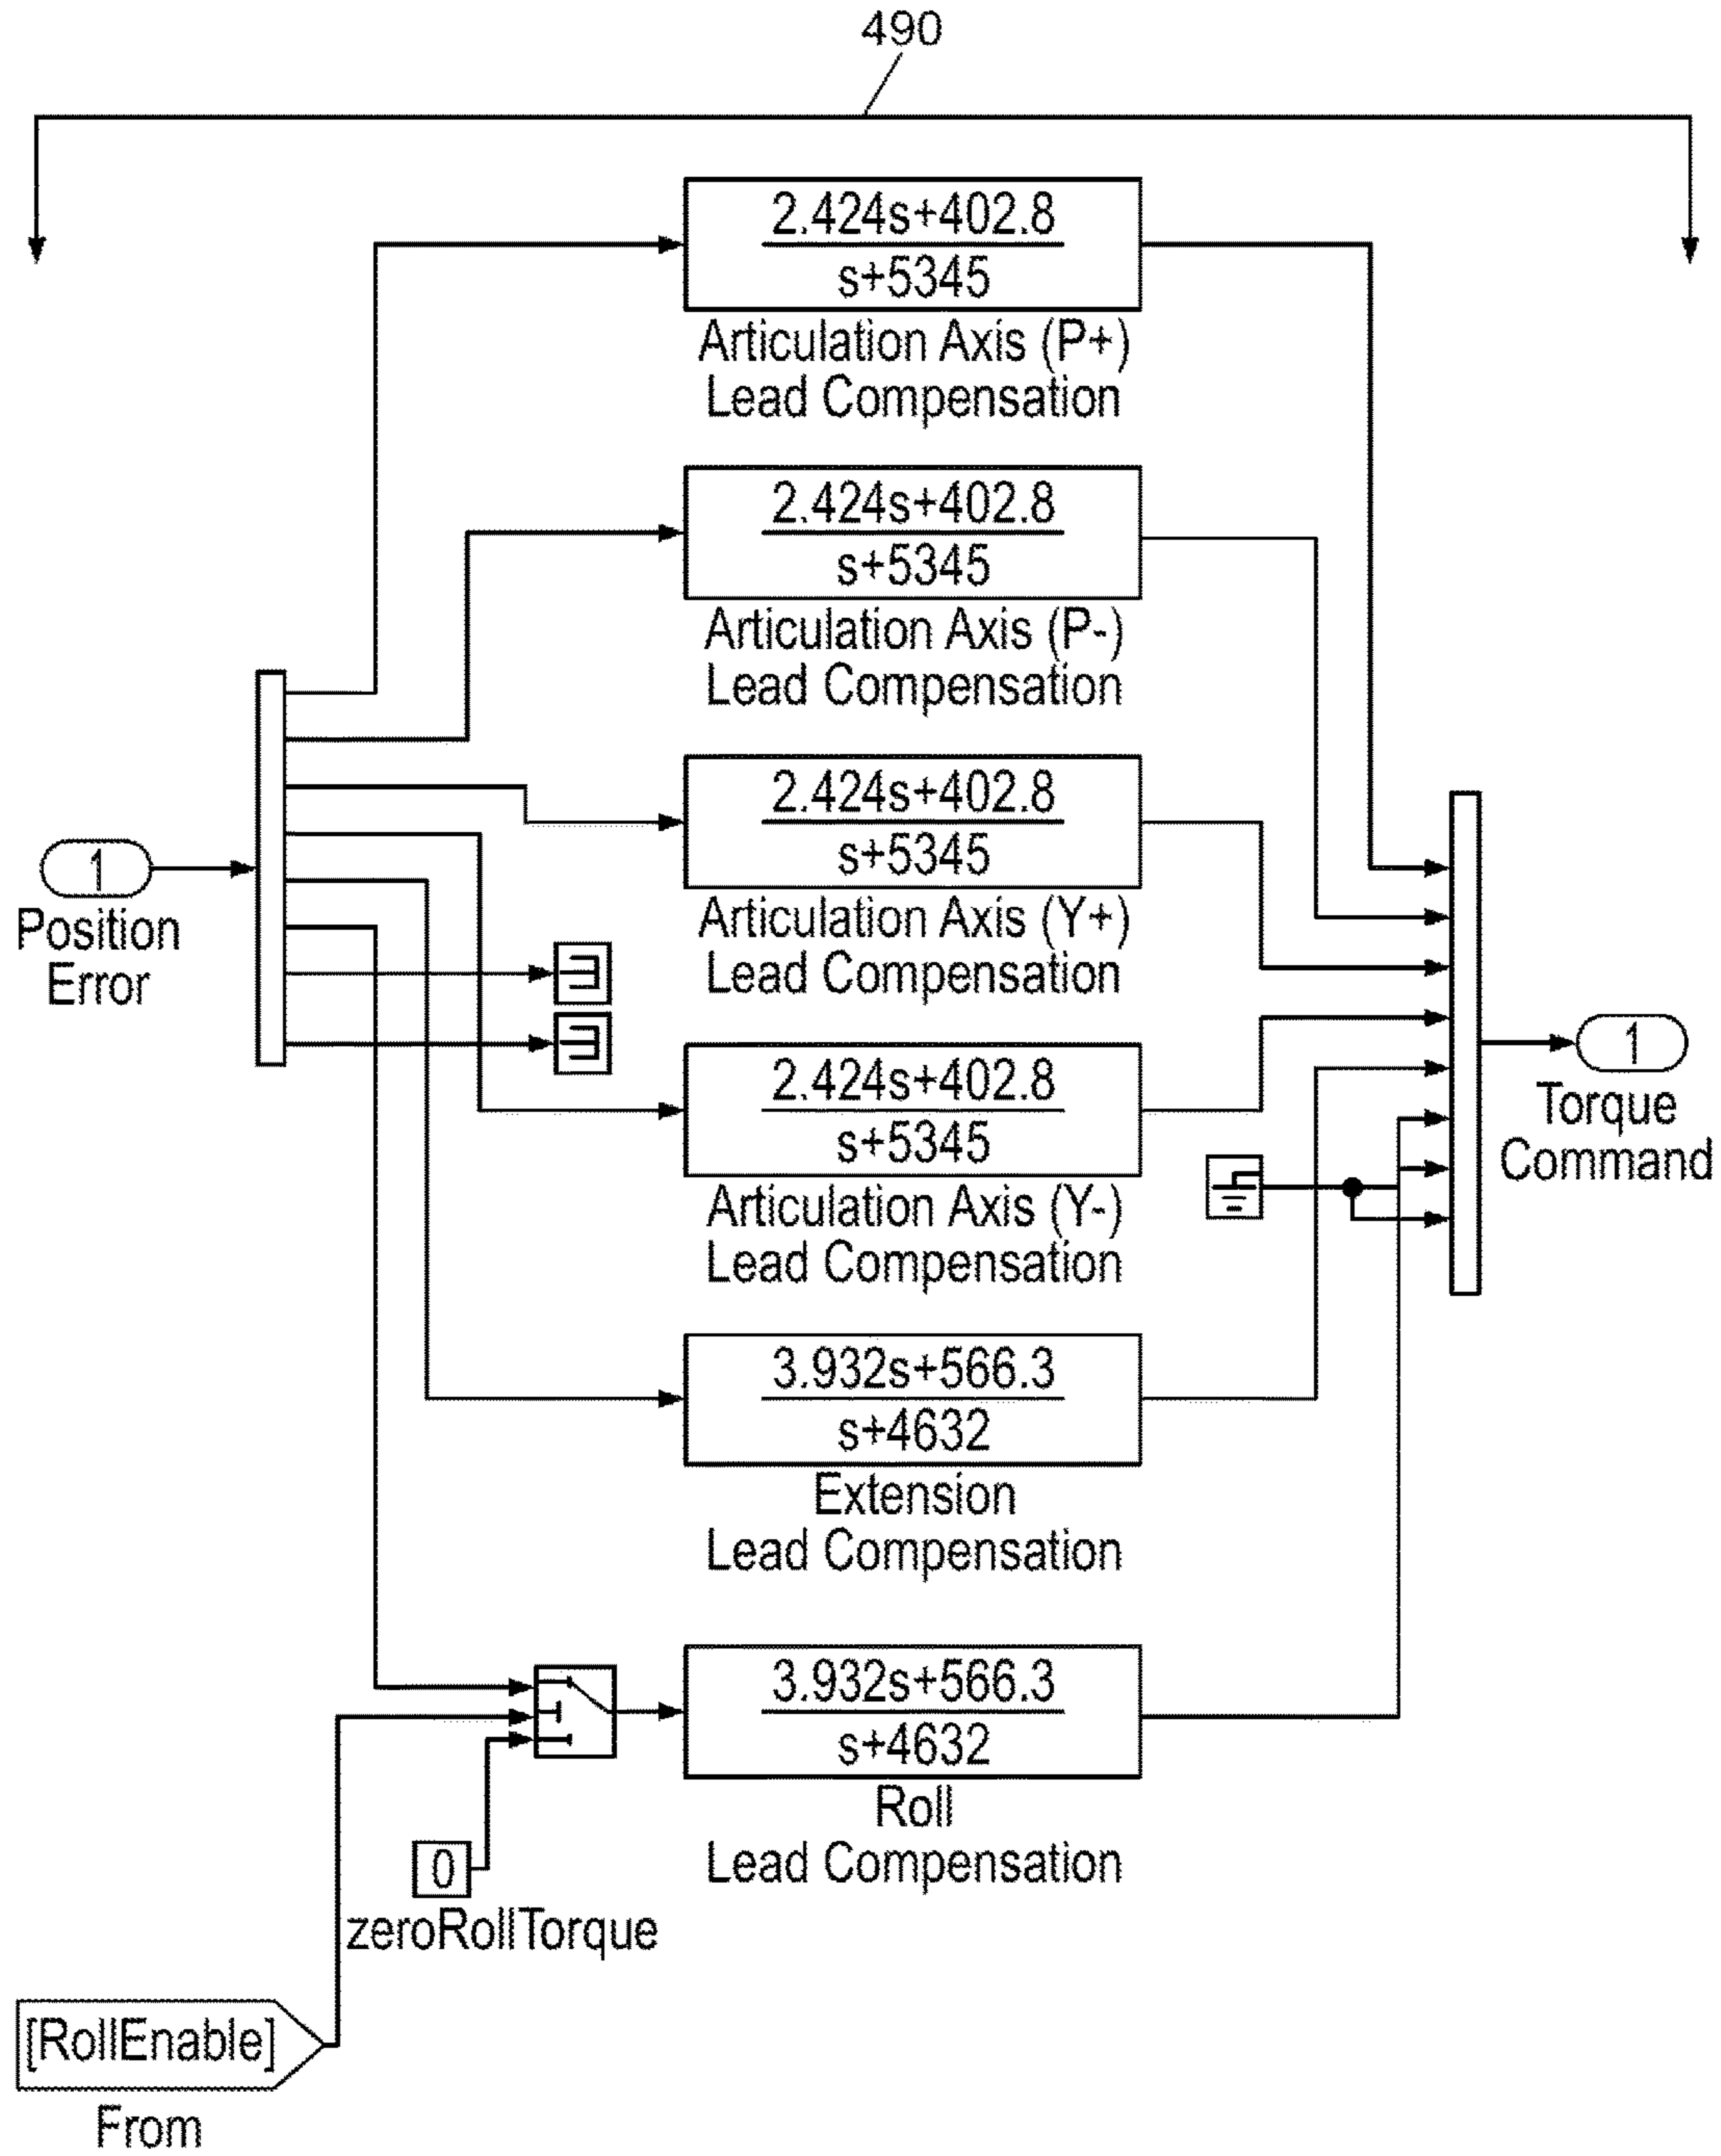 490
2.424s+402.8
s+5345
Articulation Axis (P+)
Lead Compensation
2.424s+402.8
s+5345
Articulation Axis (P-)
Lead Compensation
2.424s+402.8
s+5345
Articulation Axis (Y+)
Lead Compensation
1
Position
Error
2.424s+402.8
s+5345
Articulation Axis (Y-)
Lead Compensation
1
Torque
Command
3.932s+566.3
s+4632
Extension
Lead Compensation
3.932s+566.3
s+4632
Roll
Lead Compensation
0
zeroRollTorque
[RollEnable]
From